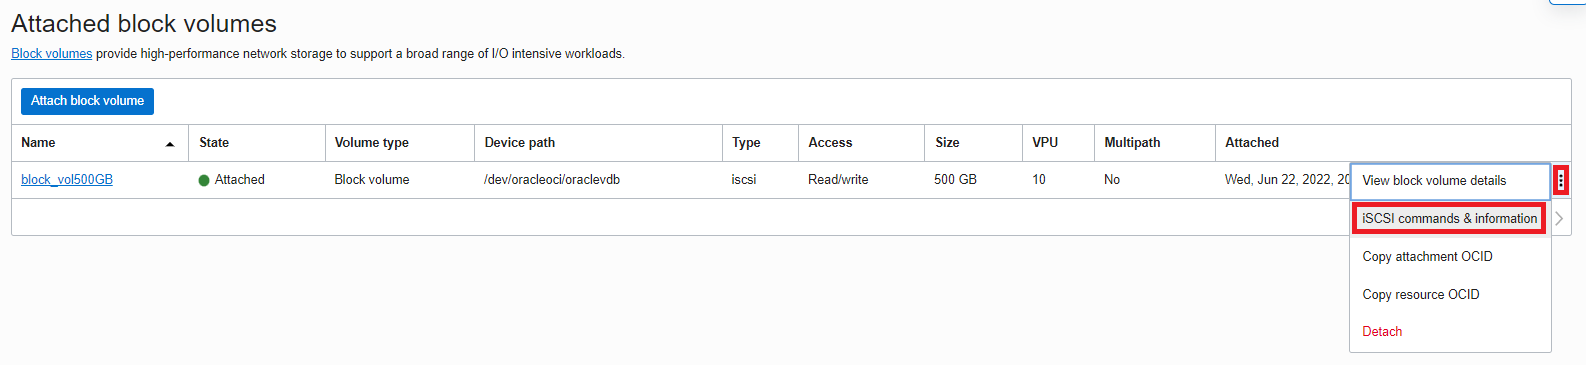 Attached block volumes
Block volumes provide high-performance network storage to support a broad range of I/O intensive workloads.
Attach block volume
Name State Volume type Device path Type Access Size VPU Multipath Attached
block_vol500GB Attached Block volume /dev/oracleoci/oraclevdb iscsi Read/write 500 GB 10 No Wed, Jun 22, 2022, 20
View block volume details
iSCSI commands & information
Copy attachment OCID
Copy resource OCID
Detach